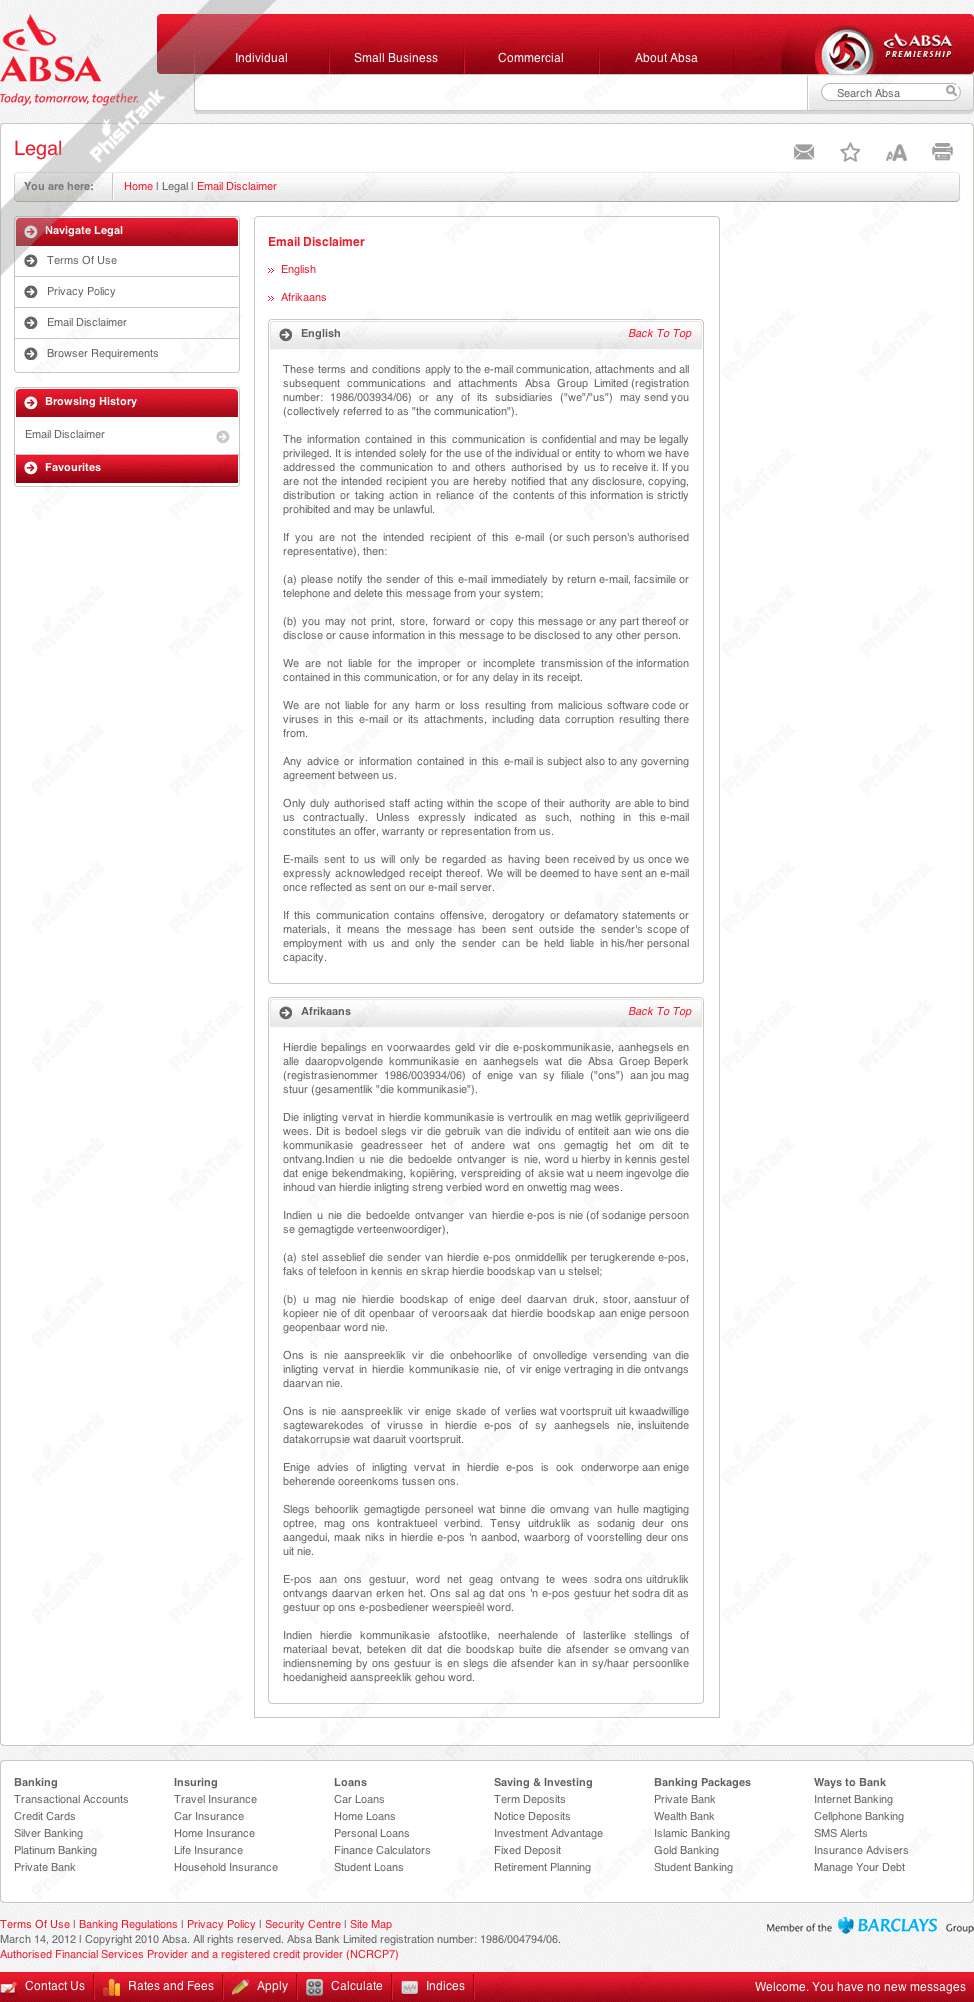 ABSA
Today, tomorrow, together.
Individual
Small Business
Commercial
About Absa
ABSA
PREMIERSHIP
Search Absa
PhishTank
Legal
AA
You are here:
Home | Legal | Email Disclaimer
Navigate Legal
Terms Of Use
Privacy Policy
Email Disclaimer
Browser Requirements
Browsing History
Email Disclaimer
Favourites
Email Disclaimer
English
Afrikaans
English
Back To Top
These terms and conditions apply to the e-mail communication, attachments and all
subsequent communications and attachments Absa Group Limited (registration
number: 1986/003934/06) or any of its subsidiaries ("we"/"us") may send you
(collectively referred to as "the communication").
The information contained in this communication is confidential and may be legally
privileged. It is intended solely for the use of the individual or entity to whom we have
addressed the communication to and others authorised by us to receive it. If you
are not the intended recipient you are hereby notified that any disclosure, copying,
distribution or taking action in reliance of the contents of this information is strictly
prohibited and may be unlawful.
If you are not the intended recipient of this e-mail (or such person's authorised
representative), then:
(a) please notify the sender of this e-mail immediately by return e-mail, facsimile or
telephone and delete this message from your system;
(b) you may not print, store, forward or copy this message or any part thereof or
disclose or cause information in this message to be disclosed to any other person.
We are not liable for the improper or incomplete transmission of the information
contained in this communication, or for any delay in its receipt.
We are not liable for any harm or loss resulting from malicious software code or
viruses in this e-mail or its attachments, including data corruption resulting there
from.
Any advice or information contained in this e-mail is subject also to any governing
agreement between us.
Only duly authorised staff acting within the scope of their authority are able to bind
us contractually. Unless expressly indicated as such, nothing in this e-mail
constitutes an offer, warranty or representation from us.
E-mails sent to us will only be regarded as having been received by us once we
expressly acknowledged receipt thereof. We will be deemed to have sent an e-mail
once reflected as sent on our e-mail server.
If this communication contains offensive, derogatory or defamatory statements or
materials, it means the message has been sent outside the sender's scope of
employment with us and only the sender can be held liable in his/her personal
capacity.
Afrikaans
Back To Top
Hierdie bepalings en voorwaardes geld vir die e-poskommunikasie, aanhegsels en
alle daaropvolgende kommunikasie en aanhegsels wat die Absa Groep Beperk
(registrasienommer 1986/003934/06) of enige van sy filiale ("ons") aan jou mag
stuur (gesamentlik "die kommunikasie").
Die inligting vervat in hierdie kommunikasie is vertroulik en mag wetlik gepriviligeerd
wees. Dit is bedoel slegs vir die gebruik van die individu of entiteit aan wie ons die
kommunikasie geadresseer het of andere wat ons gemagtig het om dit te
ontvang.Indien u nie die bedoelde ontvanger is nie, word u hierby in kennis gestel
dat enige bekendmaking, kopiëring, verspreiding of aksie wat u neem ingevolge die
inhoud van hierdie inligting streng verbied word en onwettig mag wees.
Indien u nie die bedoelde ontvanger van hierdie e-pos is nie (of sodanige persoon
se gemagtigde verteenwoordiger),
(a) stel asseblief die sender van hierdie e-pos onmiddellik per terugkerende e-pos,
faks of telefoon in kennis en skrap hierdie boodskap van u stelsel;
(b) u mag nie hierdie boodskap of enige deel daarvan druk, stoor, aanstuur of
kopieer nie of dit openbaar of veroorsaak dat hierdie boodskap aan enige persoon
geopenbaar word nie.
Ons is nie aanspreeklik vir die onbehoorlike of onvolledige versending van die
inligting vervat in hierdie kommunikasie nie, of vir enige vertraging in die ontvangs
daarvan nie.
Ons is nie aanspreeklik vir enige skade of verlies wat voortspruit uit kwaadwillige
sagtewarekodes of virusse in hierdie e-pos of sy aanhegsels nie, insluitende
datakorrupsie wat daaruit voortspruit.
Enige advies of inligting vervat in hierdie e-pos is ook onderworpe aan enige
beherende ooreenkoms tussen ons.
Slegs behoorlik gemagtigde personeel wat binne die omvang van hulle magtiging
optree, mag ons kontraktueel verbind. Tensy uitdruklik as sodanig deur ons
aangedui, maak niks in hierdie e-pos 'n aanbod, waarborg of voorstelling deur ons
uit nie.
E-pos aan ons gestuur, word net geag ontvang te wees sodra ons uitdruklik
ontvangs daarvan erken het. Ons sal ag dat ons 'n e-pos gestuur het sodra dit as
gestuur op ons e-posbediener weerspieël word.
Indien hierdie kommunikasie afstootlike, neerhalende of lasterlike stellings of
materiaal bevat, beteken dit dat die boodskap buite die afsender se omvang van
indiensneming by ons gestuur is en slegs die afsender kan in sy/haar persoonlike
hoedanigheid aanspreeklik gehou word.
Banking
Transactional Accounts
Credit Cards
Silver Banking
Platinum Banking
Private Bank
Insuring
Travel Insurance
Car Insurance
Home Insurance
Life Insurance
Household Insurance
Loans
Car Loans
Home Loans
Personal Loans
Finance Calculators
Student Loans
Saving & Investing
Term Deposits
Notice Deposits
Investment Advantage
Fixed Deposit
Retirement Planning
Banking Packages
Private Bank
Wealth Bank
Islamic Banking
Gold Banking
Student Banking
Ways to Bank
Internet Banking
Cellphone Banking
SMS Alerts
Insurance Advisers
Manage Your Debt
Terms Of Use | Banking Regulations | Privacy Policy | Security Centre | Site Map
March 14, 2012 | Copyright 2010 Absa. All rights reserved. Absa Bank Limited registration number: 1986/004794/06.
Authorised Financial Services Provider and a registered credit provider (NCRCP7)
Member of the BARCLAYS Group
Contact Us
Rates and Fees
Apply
Calculate
Indices
Welcome. You have no new messages